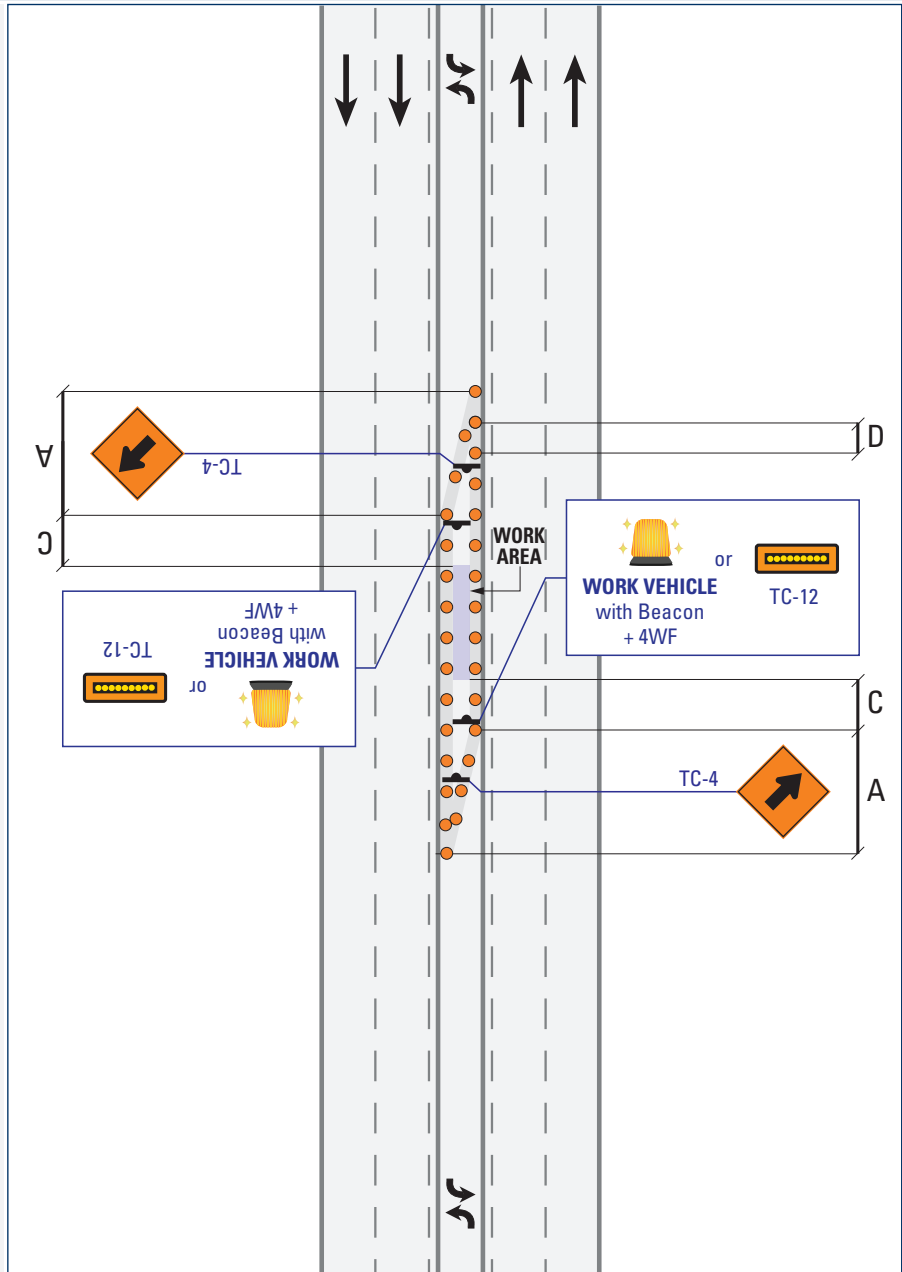 D
A
TC-4
C
WORK
AREA
WORK VEHICLE
with Beacon
+ 4WF
or
TC-12
WORK VEHICLE
with Beacon
+ 4WF
or
TC-12
C
TC-4
A